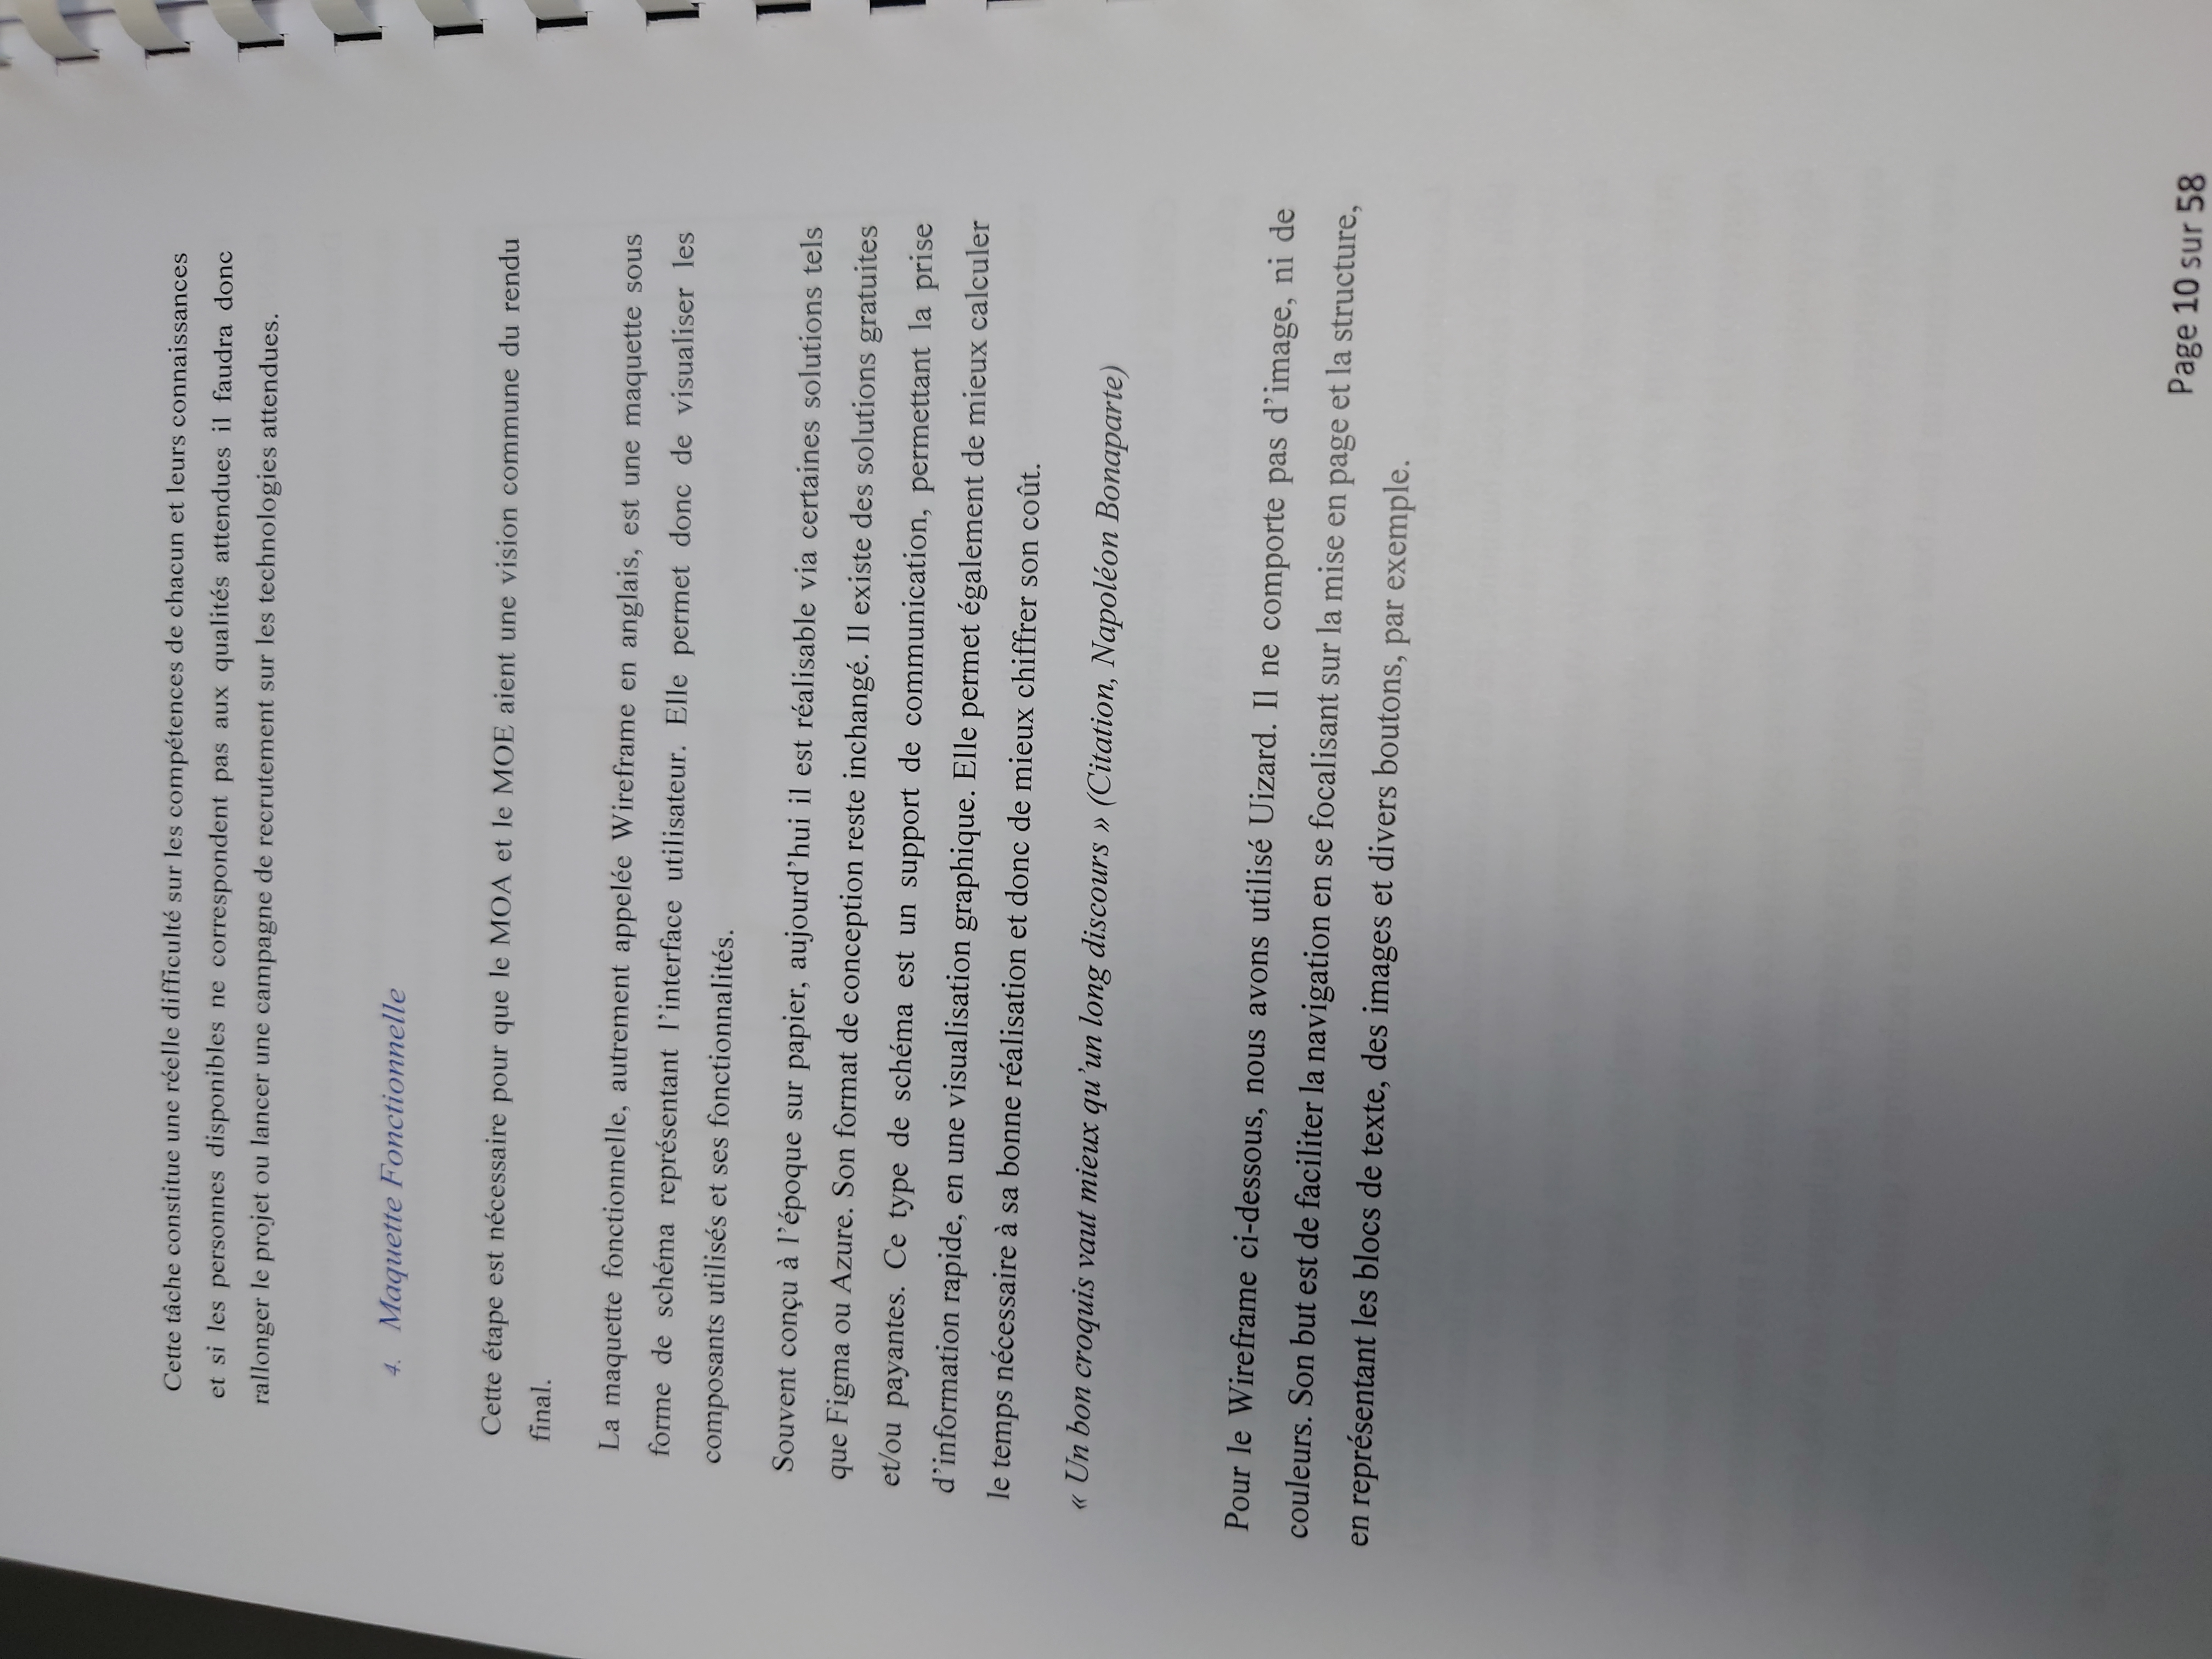 Cette tâche constitue une réelle difficulté sur les compétences de chacun et leurs connaissances
et si les personnes disponibles ne correspondent pas aux qualités attendues il faudra donc
rallonger le projet ou lancer une campagne de recrutement sur les technologies attendues.
4. Maquette Fonctionnelle
Cette étape est nécessaire pour que le MOA et le MOE aient une vision commune du rendu
final.
La maquette fonctionnelle, autrement appelée Wireframe en anglais, est une maquette sous
forme de schéma représentant l'interface utilisateur. Elle permet donc de visualiser les
composants utilisés et ses fonctionnalités.
Souvent conçu à l'époque sur papier, aujourd'hui il est réalisable via certaines solutions tels
que Figma ou Azure. Son format de conception reste inchangé. Il existe des solutions gratuites
et/ou payantes. Ce type de schéma est un support de communication, permettant la prise
d'information rapide, en une visualisation graphique. Elle permet également de mieux calculer
le temps nécessaire à sa bonne réalisation et donc de mieux chiffrer son coût.
« Un bon croquis vaut mieux qu'un long discours » (Citation, Napoléon Bonaparte)
Pour le Wireframe ci-dessous, nous avons utilisé Uizard. Il ne comporte pas d'image, ni de
couleurs. Son but est de faciliter la navigation en se focalisant sur la mise en page et la structure,
en représentant les blocs de texte, des images et divers boutons, par exemple.
Page 10 sur 58